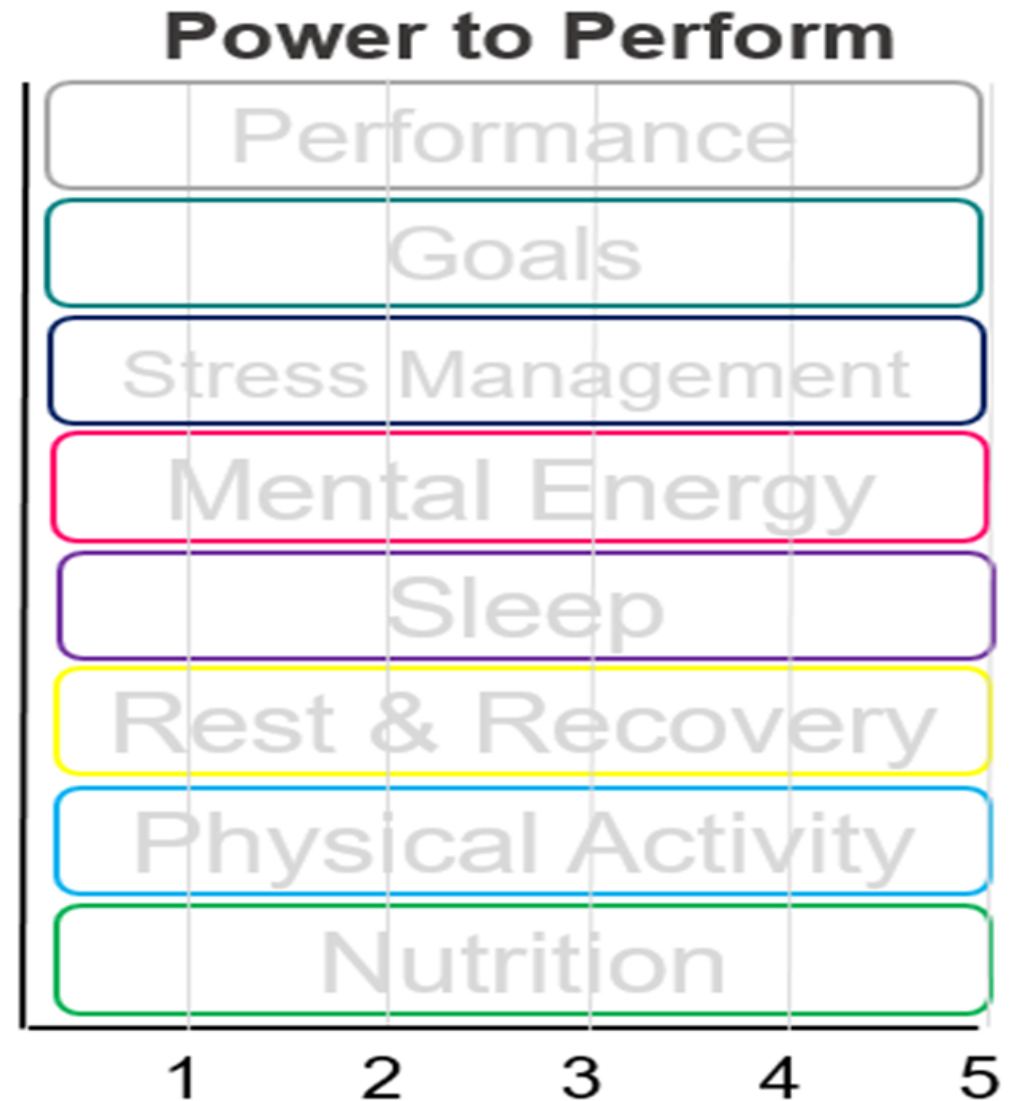 Power to Perform
Performance
Goals
Stress Management
Mental Energy
Sleep
Rest & Recovery
Physical Activity
Nutrition
1 2 3 4 5